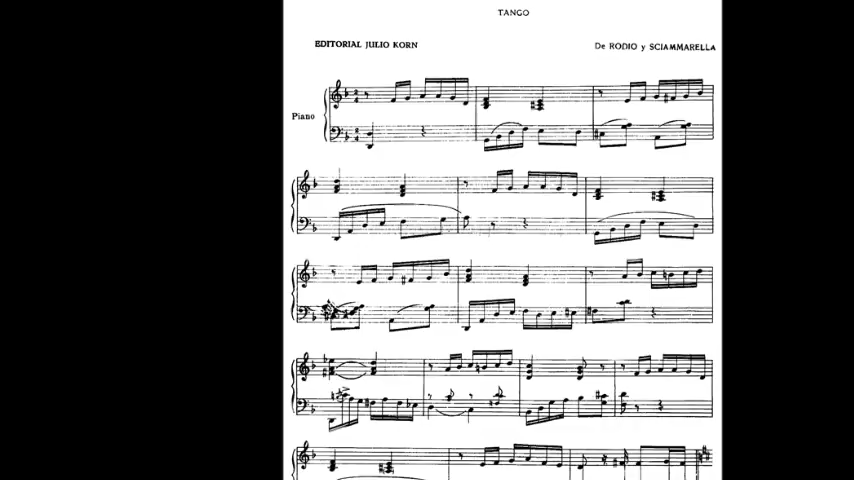 TANGO
EDITORIAL JULIO KORN
De RODIO y SCIAMMARELLA
Piano